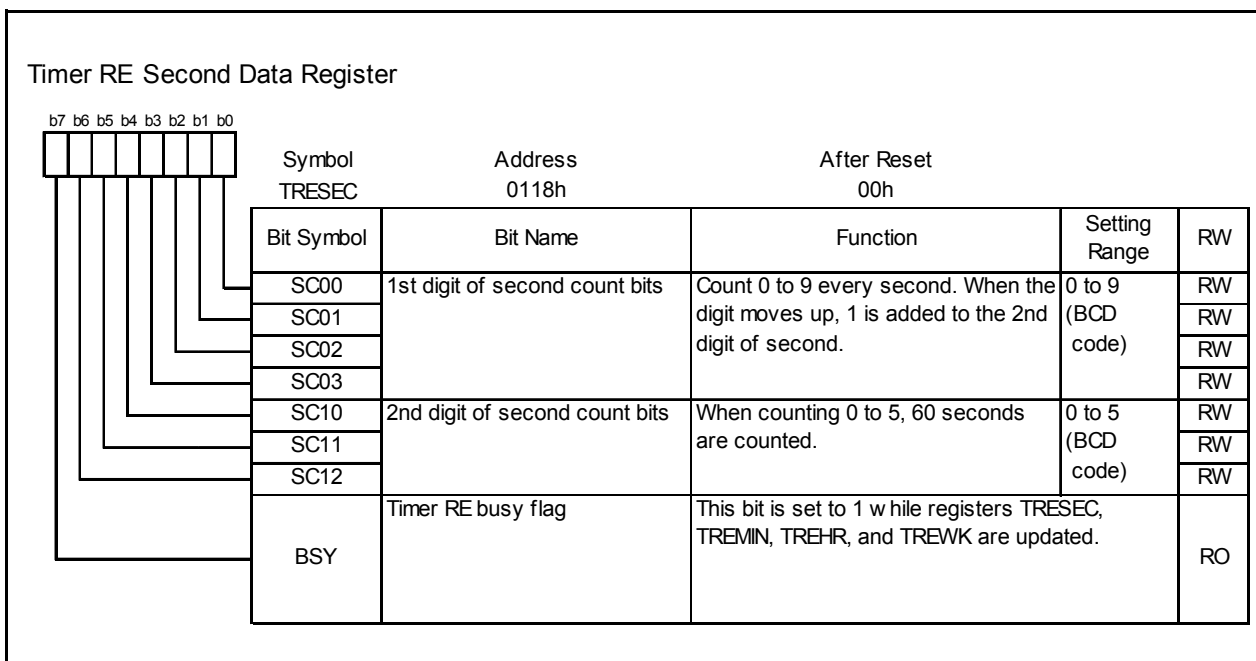 Timer RE Second Data Register
b7 b6 b5 b4 b3 b2 b1 b0
Symbol Address After Reset
TRESEC 0118h 00h
Bit Symbol Bit Name Function Setting Range RW
SC00 1st digit of second count bits Count 0 to 9 every second. When the 0 to 9 RW
SC01 digit moves up, 1 is added to the 2nd (BCD RW
SC02 digit of second. code) RW
SC03 RW
SC10 2nd digit of second count bits When counting 0 to 5, 60 seconds 0 to 5 RW
SC11 are counted. (BCD RW
SC12 code) RW
Timer RE busy flag This bit is set to 1 w hile registers TRESEC,
TREMIN, TREHR, and TREWK are updated.
BSY RO